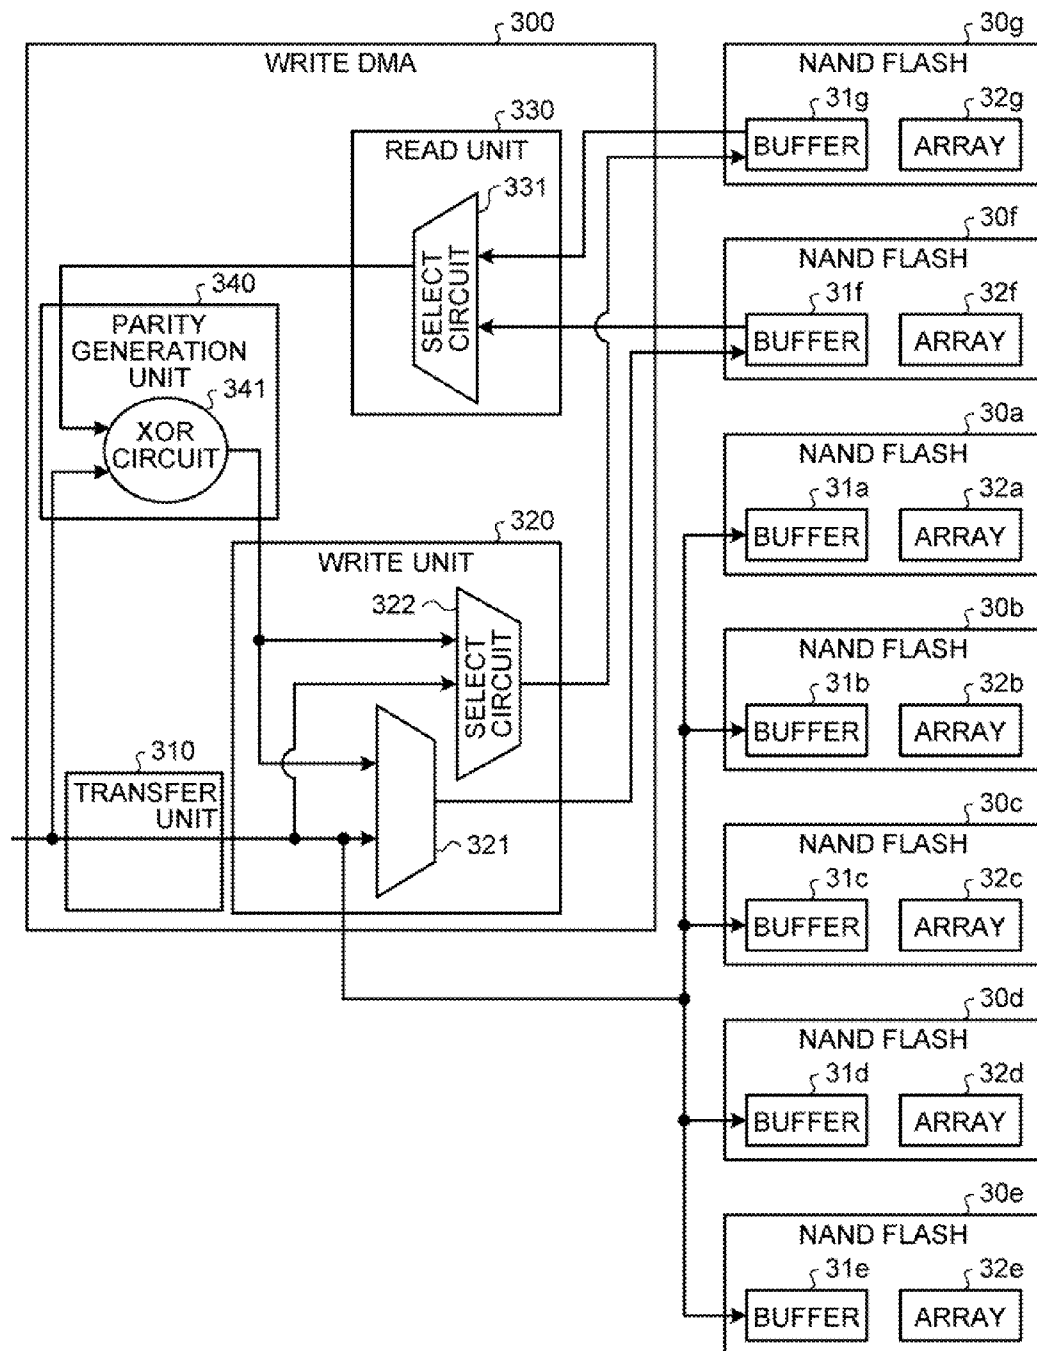 300
WRITE DMA
330
READ UNIT
331
SELECT
CIRCUIT
340
PARITY
GENERATION
UNIT
341
XOR
CIRCUIT
320
WRITE UNIT
322
SELECT
CIRCUIT
321
310
TRANSFER
UNIT
30g
NAND FLASH
31g
32g
BUFFER
ARRAY
30f
NAND FLASH
31f
32f
BUFFER
ARRAY
30a
NAND FLASH
31a
32a
BUFFER
ARRAY
30b
NAND FLASH
31b
32b
BUFFER
ARRAY
30c
NAND FLASH
31c
32c
BUFFER
ARRAY
30d
NAND FLASH
31d
32d
BUFFER
ARRAY
30e
NAND FLASH
31e
32e
BUFFER
ARRAY